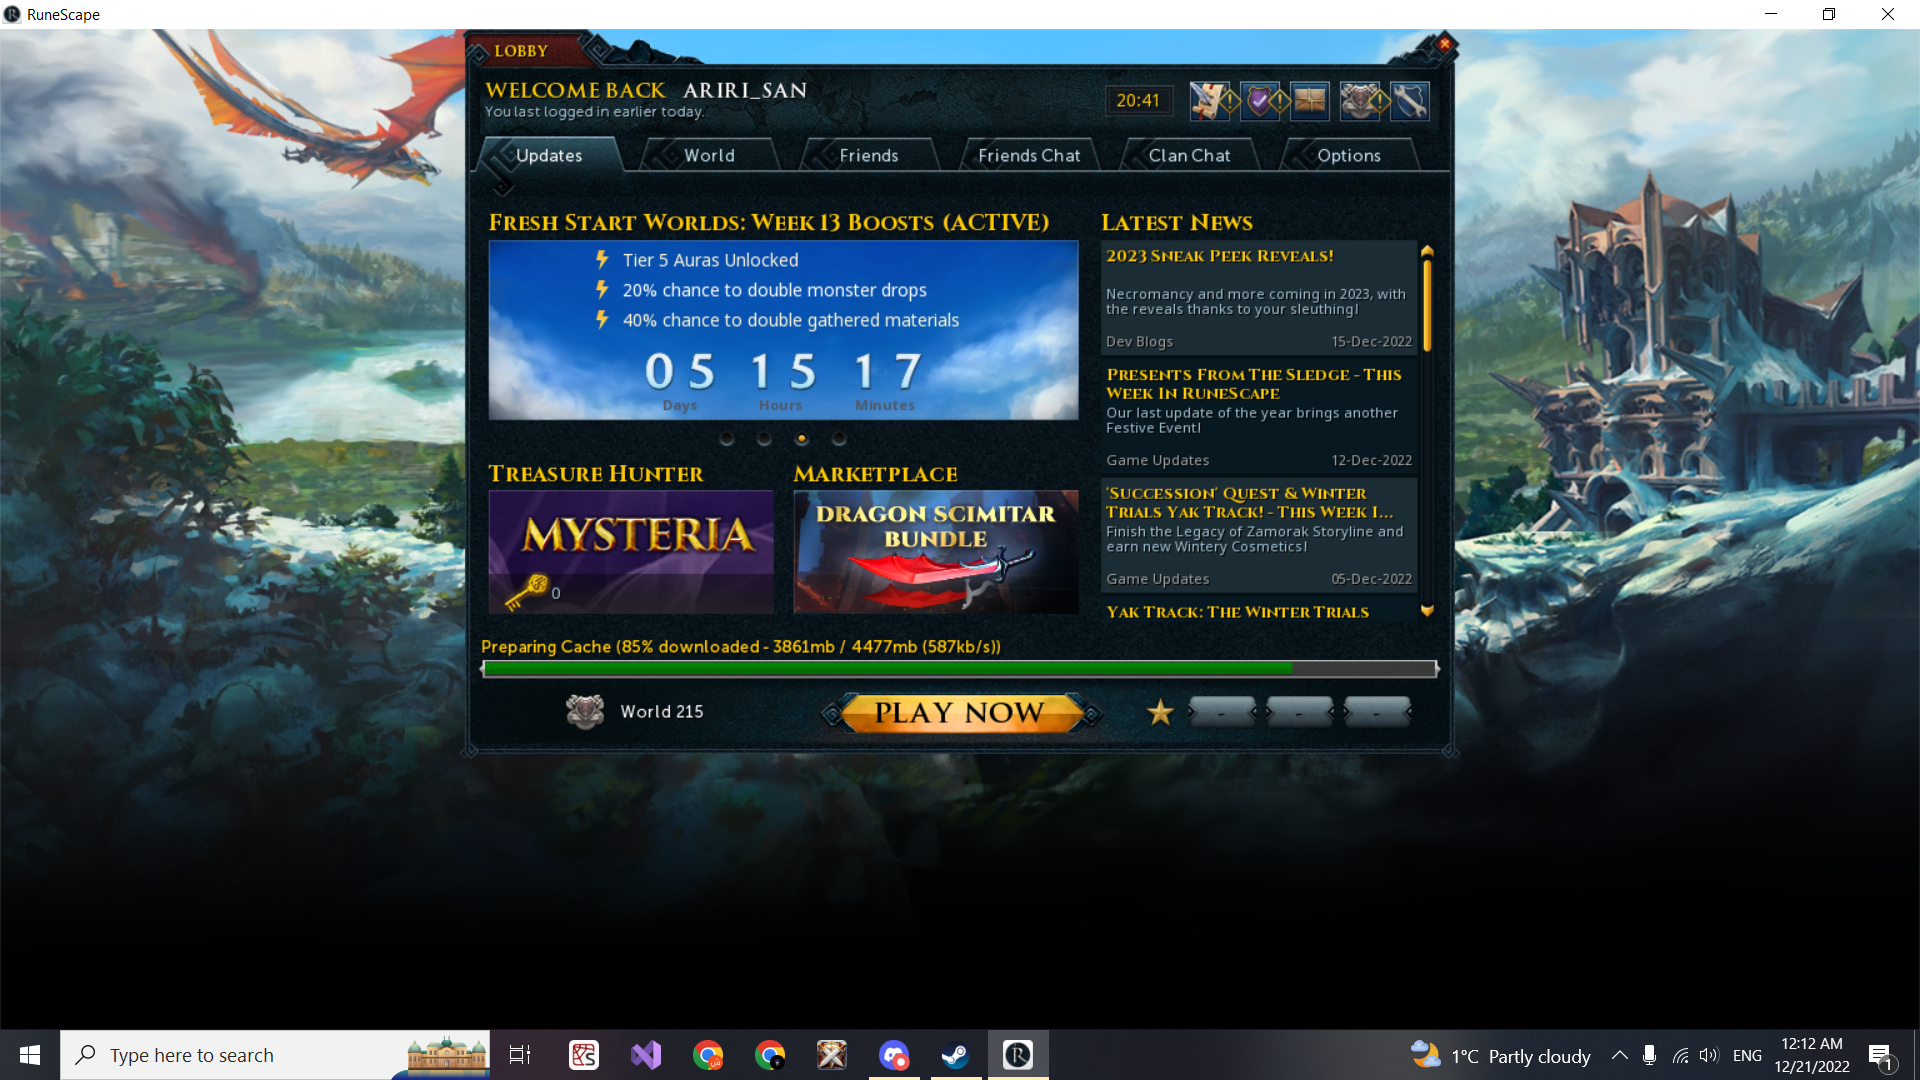 RuneScape
LOBBY
WELCOME BACK ARIRI_SAN
You last logged in earlier today.
20:41
Updates
World
Friends
Friends Chat
Clan Chat
Options
FRESH START WORLDS: WEEK 13 BOOSTS (ACTIVE)
Tier 5 Auras Unlocked
20% chance to double monster drops
40% chance to double gathered materials
05 15 17
Days Hours Minutes
TREASURE HUNTER
MYSTERIA
0
MARKETPLACE
DRAGON SCIMITAR
BUNDLE
LATEST NEWS
2023 SNEAK PEEK REVEALS!
Necromancy and more coming in 2023, with
the reveals thanks to your sleuthing!
Dev Blogs 15-Dec-2022
PRESENTS FROM THE SLEDGE - THIS
WEEK IN RUNESCAPE
Our last update of the year brings another
Festive Event!
Game Updates 12-Dec-2022
'SUCCESSION' QUEST & WINTER
TRIALS YAK TRACK! - THIS WEEK I...
Finish the Legacy of Zamorak Storyline and
earn new Wintery Cosmetics!
Game Updates 05-Dec-2022
YAK TRACK: THE WINTER TRIALS
Preparing Cache (85% downloaded - 3861mb / 4477mb (587kb/s))
World 215
PLAY NOW
- - -
Type here to search
1°C Partly cloudy
ENG
12:12 AM
12/21/2022
1